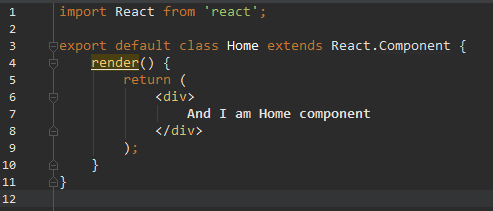 1 import React from 'react';
2
3 export default class Home extends React.Component {
4     render() {
5         return (
6             <div>
7                 And I am Home component
8             </div>
9         );
10     }
11 }
12